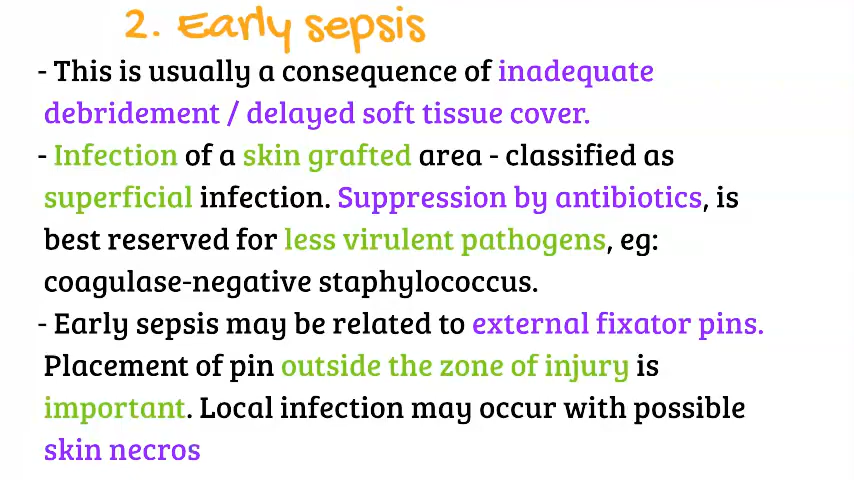 2. Early sepsis
- This is usually a consequence of inadequate
debridement / delayed soft tissue cover.
- Infection of a skin grafted area - classified as
superficial infection. Suppression by antibiotics, is
best reserved for less virulent pathogens, eg:
coagulase-negative staphylococcus.
- Early sepsis may be related to external fixator pins.
Placement of pin outside the zone of injury is
important. Local infection may occur with possible
skin necros